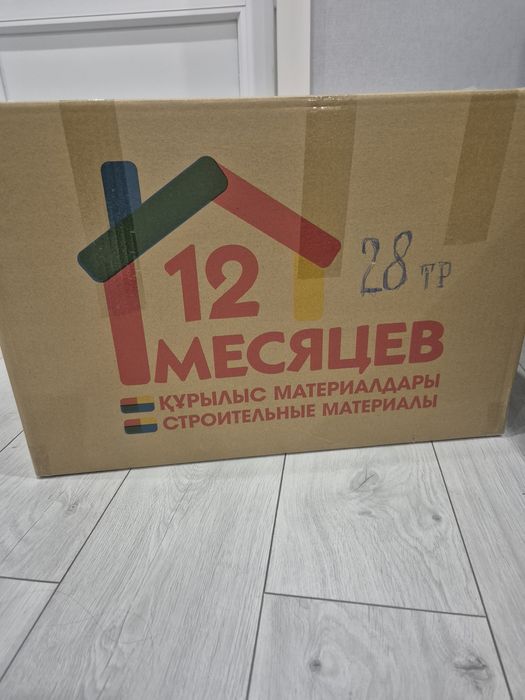 12
28 ТР
МЕСЯЦЕВ
ҚҰРЫЛЫС МАТЕРИАЛДАРЫ
СТРОИТЕЛЬНЫЕ МАТЕРИАЛЫ